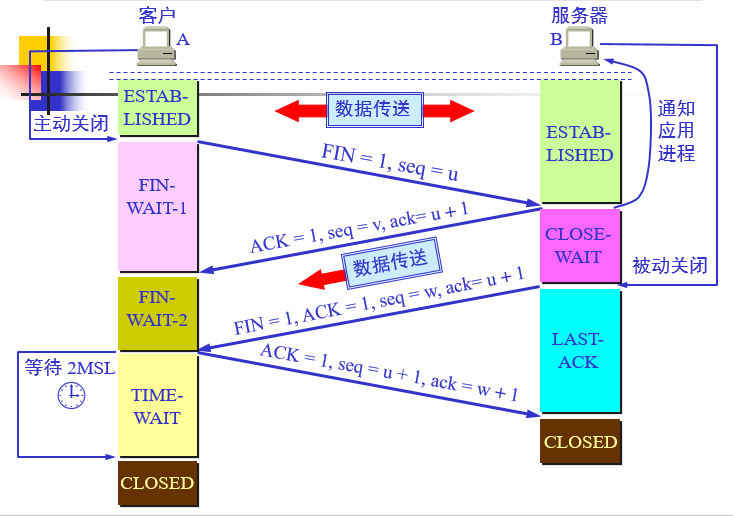 客户
服务器
A
B
ESTAB-
LISHED
数据传送
主动关闭
通知
应用
进程
ESTAB-
LISHED
FIN = 1, seq = u
FIN-
WAIT-1
ACK = 1, seq = v, ack= u + 1
CLOSE-
WAIT
数据传送
被动关闭
FIN-
WAIT-2
FIN = 1, ACK = 1, seq = w, ack= u + 1
LAST-
ACK
ACK = 1, seq = u + 1, ack = w + 1
等待 2MSL
TIME-
WAIT
CLOSED
CLOSED